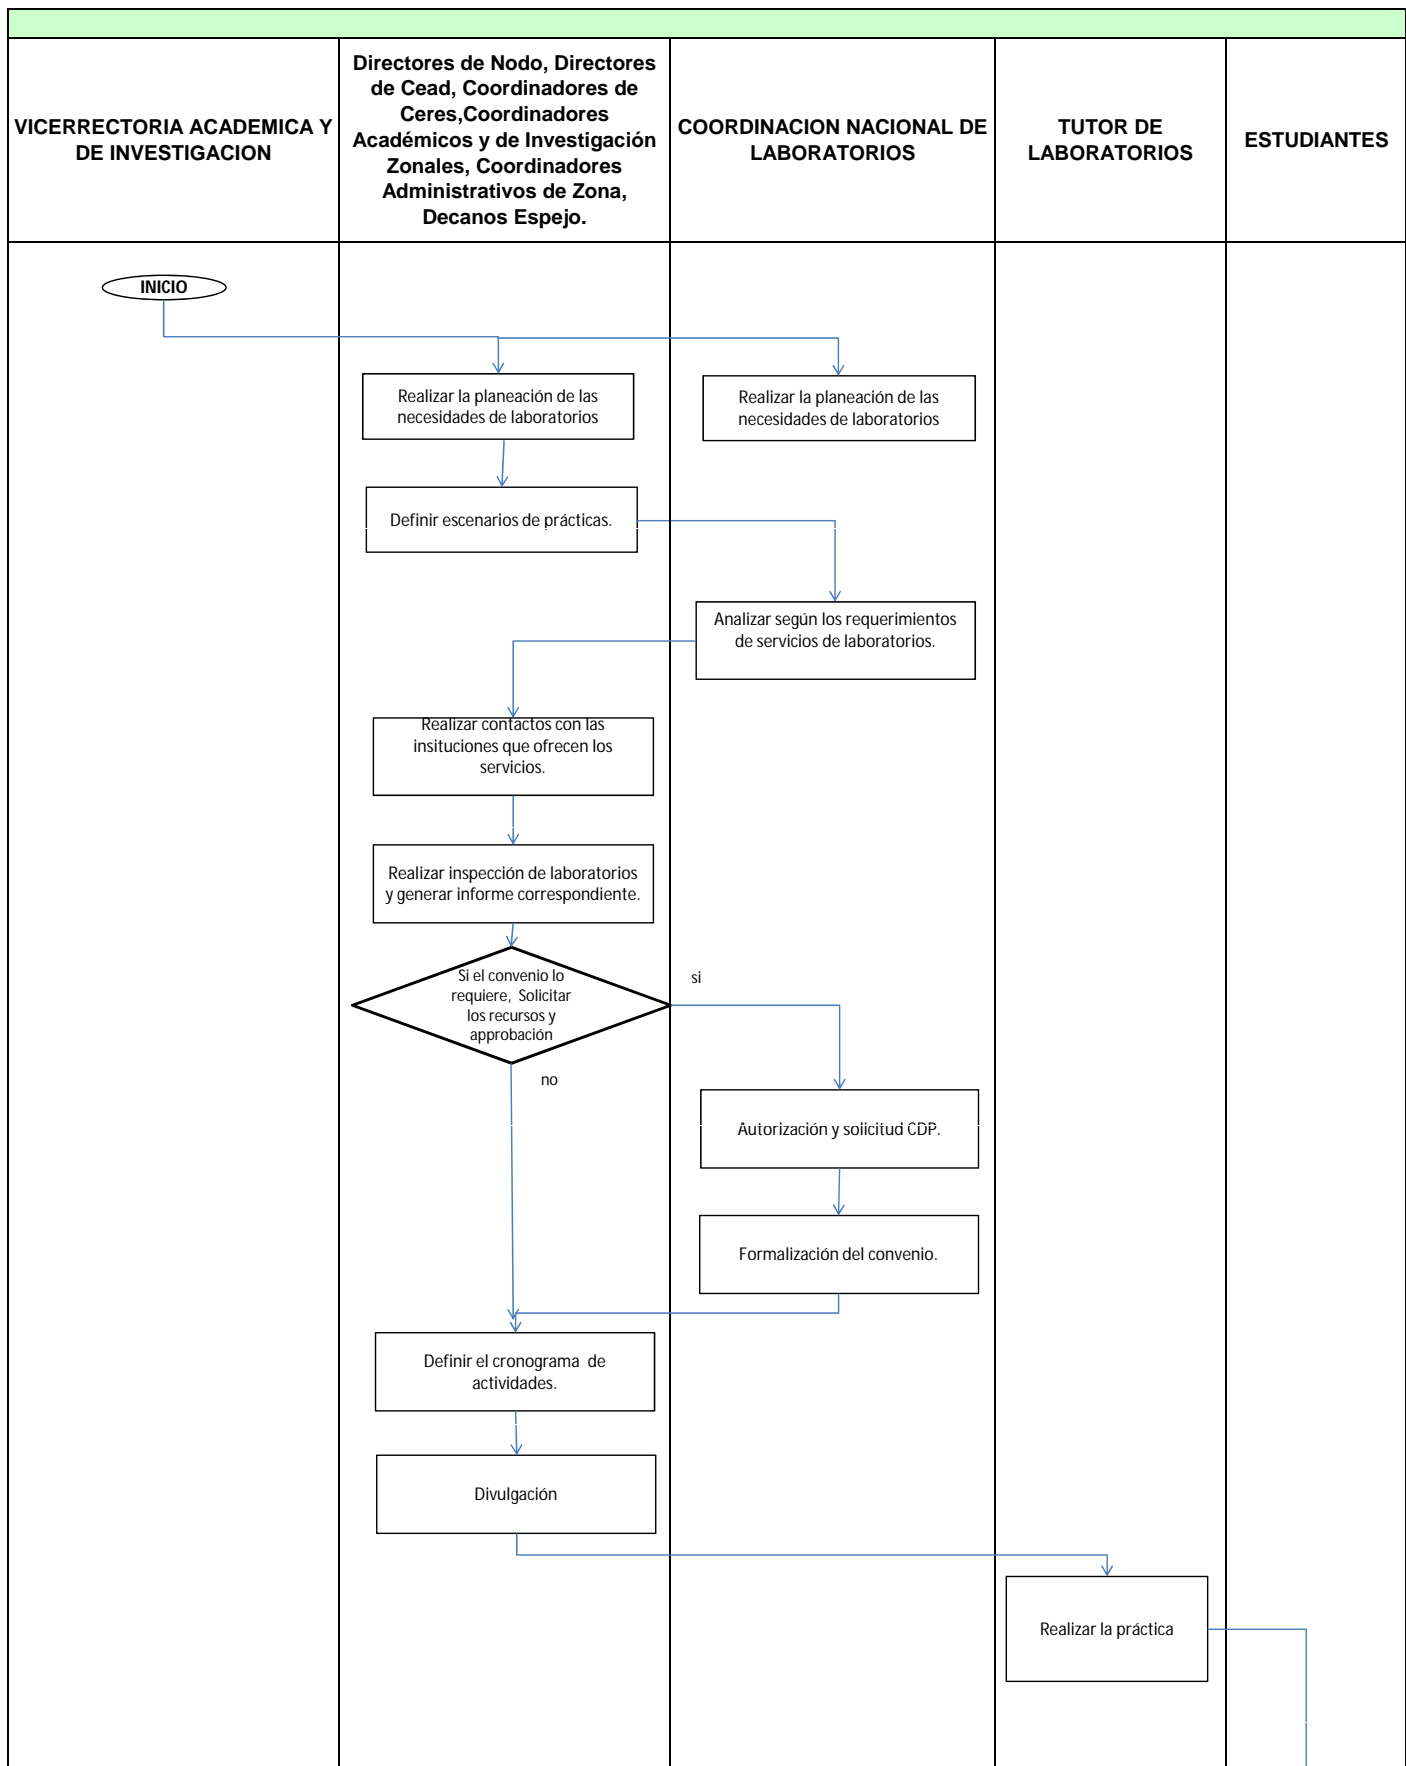 VICERRECTORIA ACADEMICA Y
DE INVESTIGACION
Directores de Nodo, Directores
de Cead, Coordinadores de
Ceres,Coordinadores
Académicos y de Investigación
Zonales, Coordinadores
Administrativos de Zona,
Decanos Espejo.
COORDINACION NACIONAL DE
LABORATORIOS
TUTOR DE
LABORATORIOS
ESTUDIANTES
INICIO
Realizar la planeación de las
necesidades de laboratorios
Realizar la planeación de las
necesidades de laboratorios
Definir escenarios de prácticas.
Analizar según los requerimientos
de servicios de laboratorios.
Realizar contactos con las
insituciones que ofrecen los
servicios.
Realizar inspección de laboratorios
y generar informe correspondiente.
Si el convenio lo
requiere, Solicitar
los recursos y
approbación
si
no
Autorización y solicitud CDP.
Formalización del convenio.
Definir el cronograma de
actividades.
Divulgación
Realizar la práctica